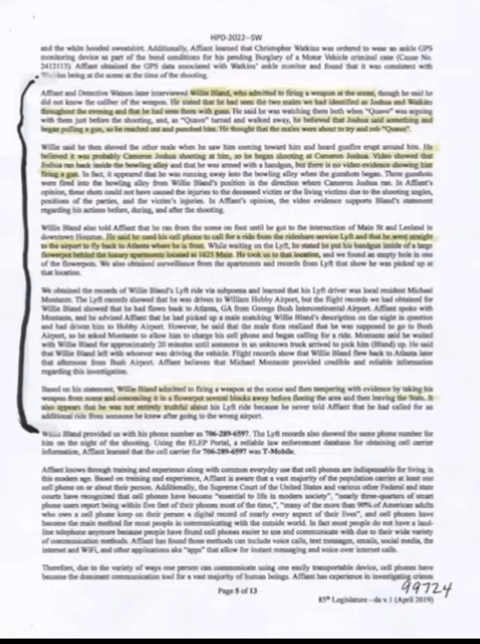 HPD-2022-SW
and the white hooded sweatshirt. Additionally, Affiant learned that Christopher Watkins was ordered to wear an ankle GPS
monitoring device as part of the bond conditions for his pending Burglary of a Motor Vehicle criminal case (Cause No.
2412113). Affiant obtained the GPS data associated with Watkins' ankle monitor and found that it was consistent with
Watkins being at the scene at the time of the shooting.
Affiant and Detective Watson later interviewed Willie Bland, who admitted to firing a weapon at the scene, though he said he
did not know the caliber of the weapon. He stated that he had seen the two males we had identified as Joshua and Watkins
throughout the evening and that he had seen them with guns. He said he was watching them both when "Quavo" was arguing
with them just before the shooting, and, as "Quavo" turned and walked away, he believed that Joshua said something and
began pulling a gun, so he reached out and punched him. He thought that the males were about to try and rob "Quavo".
Willie said he then shoved the other male when he saw him coming toward him and heard gunfire erupt around him. He
believed it was probably Cameron Joshua shooting at him, so he began shooting at Cameron Joshua. Video showed that
Joshua ran back inside the bowling alley and that he was armed with a handgun, but there is no video evidence showing him
firing a gun. In fact, it appeared that he was running away into the bowling alley when the gunshots began. Three gunshots
were fired into the bowling alley from Willie Bland's position in the direction where Cameron Joshua ran. In Affiant's
opinion, these shots could not have caused the injuries to the deceased victim or the living victims due to the shooting angles,
positions of the parties, and the victim's injuries. In Affiant's opinion, the video evidence supports Bland's statement
regarding his actions before, during, and after the shooting.
Willie Bland also told Affiant that he ran from the scene on foot until he got to the intersection of Main St and Leeland in
downtown Houston. He said he used his cell phone to call for a ride from the rideshare service Lyft and that he went straight
to the airport to fly back to Atlanta where he is from. While waiting on the Lyft, he stated he put his handgun inside of a large
flowerpot behind the luxury apartments located at 1625 Main. He took us to that location, and we found an empty hole in one
of the flowerpots. We also obtained surveillance from the apartments and records from Lyft that show he was picked up at
that location.
We obtained the records of Willie Bland's Lyft ride via subpoena and learned that his Lyft driver was local resident Michael
Montante. The Lyft records showed that he was driven to William Hobby Airport, but the flight records we had obtained for
Willie Bland showed that he had flown back to Atlanta, GA from George Bush Intercontinental Airport. Affiant spoke with
Montante, and he advised Affiant that he had picked up a male matching Willie Bland's description on the night in question
and had driven him to Hobby Airport. However, he said that the male then realized that he was supposed to go to Bush
Airport, so he asked Montante to allow him to charge his cell phone and began calling for a ride. Montante said he waited
with Willie Bland for approximately 20 minutes until someone in an unknown truck arrived to pick him (Bland) up. He said
that Willie Bland left with whoever was driving the vehicle. Flight records show that Willie Bland flew back to Atlanta later
that afternoon from Bush Airport. Affiant believes that Michael Montante provided credible and reliable information
regarding this investigation.
Based on his statement, Willie Bland admitted to firing a weapon at the scene and then tampering with evidence by taking his
weapon from scene and concealing it in a flowerpot several blocks away before fleeing the area and then leaving the State. It
also appears that he was not entirely truthful about his Lyft ride because he never told Affiant that he had called for an
additional ride from someone he knew after going to the wrong airport.
Willie Bland provided us with his phone number as 706-289-6597. The Lyft records also showed the same phone number for
him on the night of the shooting. Using the ELEP Portal, a reliable law enforcement database for obtaining cell carrier
information, Affiant learned that the cell carrier for 706-289-6597 was T-Mobile.
Affiant knows through training and experience along with common everyday use that cell phones are indispensable for living in
this modern age. Based on training and experience, Affiant is aware that a vast majority of the population carries at least one
cell phone on or about their person. Additionally, the Supreme Court of the United States and various other Federal and state
courts have recognized that cell phones have become "essential to life in modern society", "nearly three-quarters of smart
phone users report being within five feet of their phones most of the time,", "many of the more than 90% of American adults
who own a cell phone keep on their person a digital record of nearly every aspect of their lives", and cell phones have
become the main method for most people in communicating with the outside world. In fact most people do not have a land-
line telephone anymore because people have found cell phones easier to use and communicate with due to their wide variety
of communication methods. Affiant has found those methods can include voice calls, text messages, emails, social media, the
internet and WiFi, and other applications aka "apps" that allow for instant messaging and voice over internet calls.
Therefore, due to the variety of ways one person can communicate using one easily transportable device, cell phones have
become the dominant communication tool for a vast majority of human beings. Affiant has experience in investigating crimes
99724
Page 5 of 13
85th Legislature - da v.1 (April 2019)